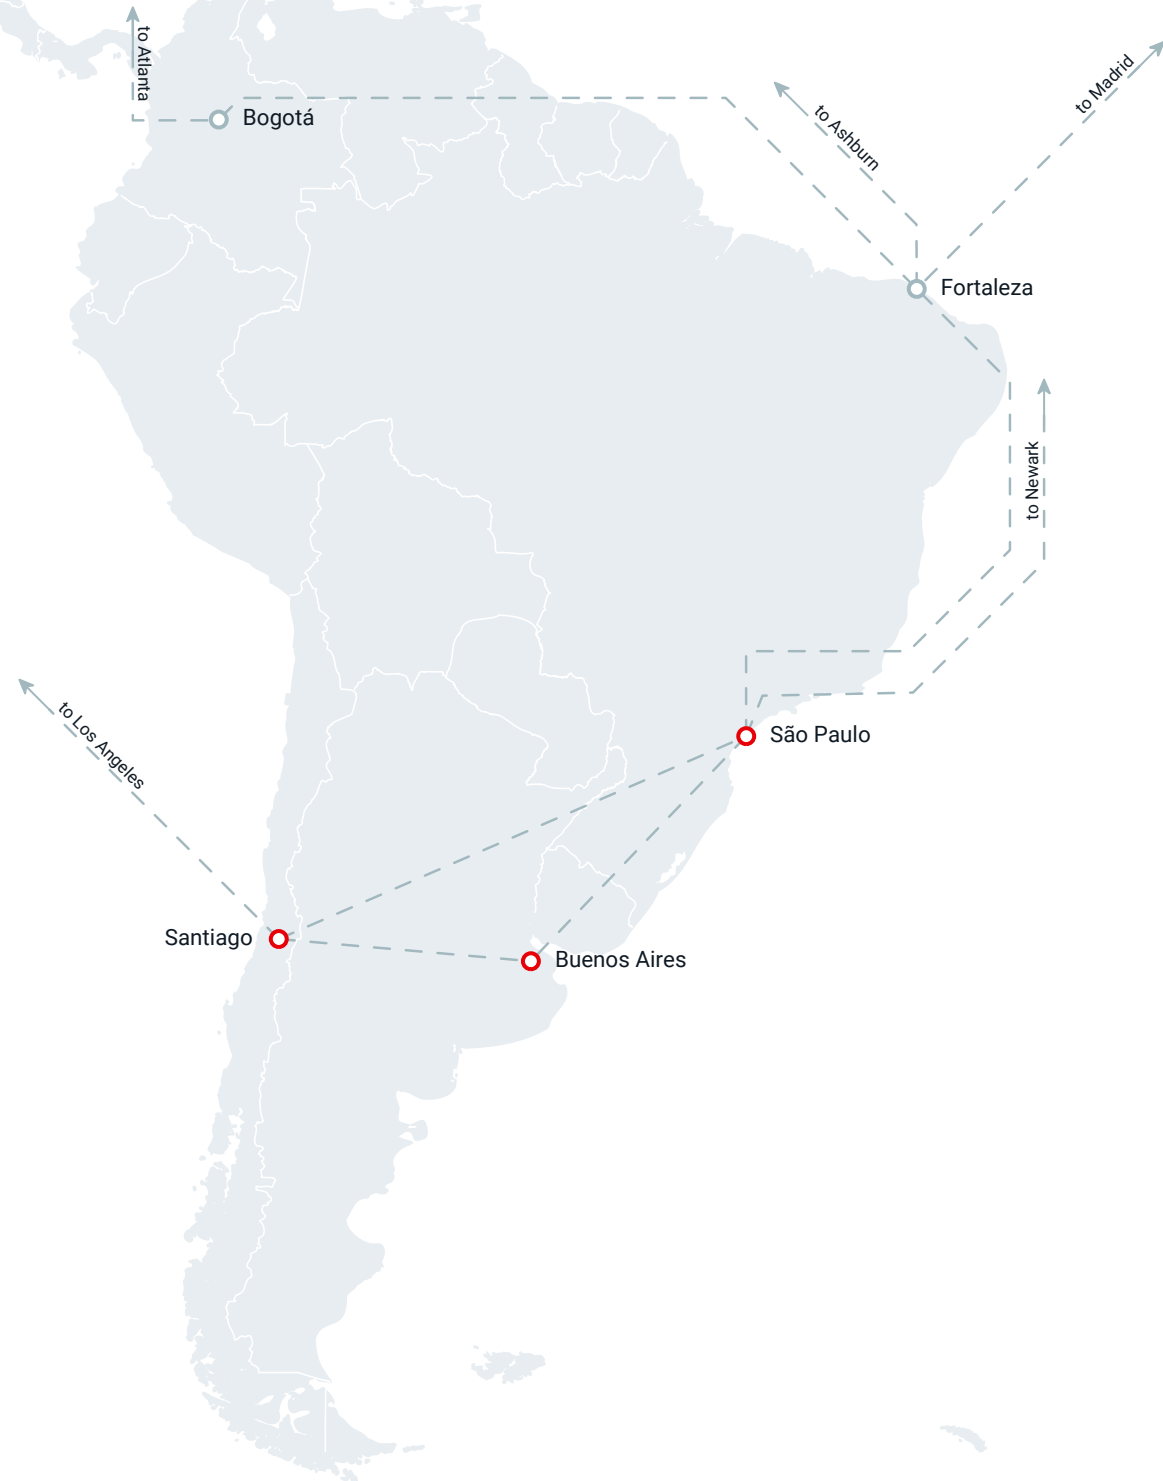 to Atlanta
to Madrid
to Ashburn
Bogotá
Fortaleza
to Newark
to Los Angeles
São Paulo
Santiago
Buenos Aires